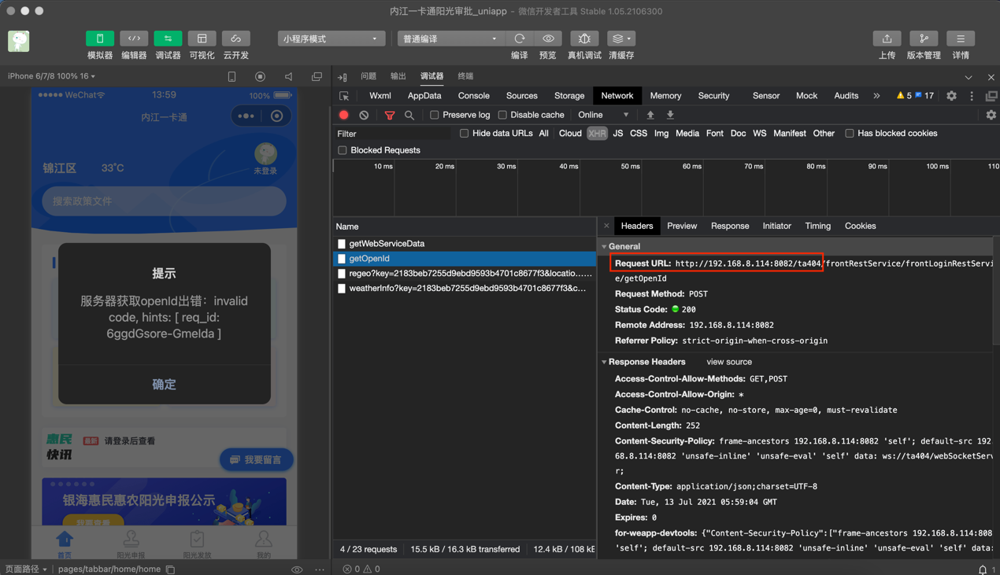 内江一卡通阳光审批_uniapp - 微信开发者工具 Stable 1.05.2106300
小程序模式
普通编译
模拟器
编辑器
调试器
可视化
云开发
编译
预览
真机调试
清缓存
上传
版本管理
详情
iPhone 6/7/8 100% 16
问题
输出
调试器
终端
WeChat
13:59
100%
内江一卡通
锦江区
33°C
未登录
搜索政策文件
提示
服务器获取openId出错：invalid
code, hints: [ req_id:
6ggdGsore-Gmelda ]
确定
惠民
快讯
最新
请登录后查看
我要留言
银海惠民惠农阳光申报公示
我要查看
首页
阳光申报
阳光发放
我的
页面路径
pages/tabbar/home/home
Wxml
AppData
Console
Sources
Storage
Network
Memory
Security
Sensor
Mock
Audits
»
5
17
Preserve log
Disable cache
Online
Filter
Hide data URLs
All
Cloud
XHR
JS
CSS
Img
Media
Font
Doc
WS
Manifest
Other
Has blocked cookies
Blocked Requests
10 ms
20 ms
30 ms
40 ms
50 ms
60 ms
70 ms
80 ms
90 ms
100 ms
110
Name
getWebServiceData
getOpenId
regeo?key=2183beb7255d9ebd9593b4701c8677f3&locatio......
weatherInfo?key=2183beb7255d9ebd9593b4701c8677f3&c...
4 / 23 requests
15.5 kB / 16.3 kB transferred
12.4 kB / 108 kE
Headers
Preview
Response
Initiator
Timing
Cookies
General
Request URL: http://192.168.8.114:8082/ta404/frontRestService/frontLoginRestServi
e/getOpenId
Request Method: POST
Status Code: 200
Remote Address: 192.168.8.114:8082
Referrer Policy: strict-origin-when-cross-origin
Response Headers
view source
Access-Control-Allow-Methods: GET,POST
Access-Control-Allow-Origin: *
Cache-Control: no-cache, no-store, max-age=0, must-revalidate
Content-Length: 252
Content-Security-Policy: frame-ancestors 192.168.8.114:8082 'self'; default-src 192
68.8.114:8082 'unsafe-inline' 'unsafe-eval' 'self' data: ws://ta404/webSocketServ
r;
Content-Type: application/json;charset=UTF-8
Date: Tue, 13 Jul 2021 05:59:04 GMT
Expires: 0
for-weapp-devtools: {"Content-Security-Policy":["frame-ancestors 192.168.8.114:808
'self'; default-src 192.168.8.114:8082 'unsafe-inline' 'unsafe-eval' 'self' data:
0
0
1